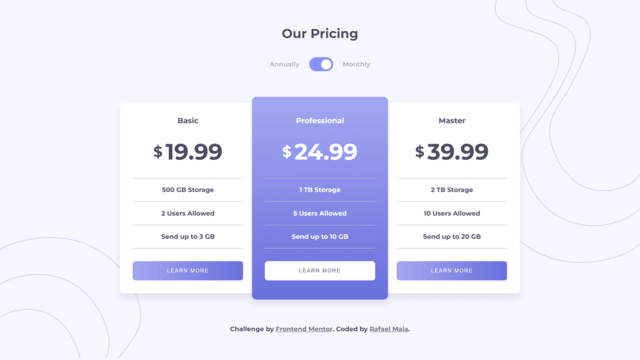 Our Pricing
Annually Monthly
Basic
$19.99
500 GB Storage
2 Users Allowed
Send up to 3 GB
LEARN MORE
Professional
$24.99
1 TB Storage
5 Users Allowed
Send up to 10 GB
LEARN MORE
Master
$39.99
2 TB Storage
10 Users Allowed
Send up to 20 GB
LEARN MORE
Challenge by Frontend Mentor. Coded by Rafael Maia.